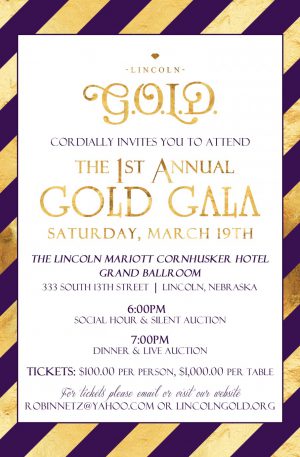 -LINCOLN-
G.O.L.D.
CORDIALLY INVITES YOU TO ATTEND
THE 1ST ANNUAL
GOLD GALA
SATURDAY, MARCH 19TH
THE LINCOLN MARIOTT CORNHUSKER HOTEL
GRAND BALLROOM
333 SOUTH 13TH STREET | LINCOLN, NEBRASKA
6:00PM
SOCIAL HOUR & SILENT AUCTION
7:00PM
DINNER & LIVE AUCTION
TICKETS: $100.00 PER PERSON, $1,000.00 PER TABLE
For tickets please email or visit our website
ROBINNETZ@YAHOO.COM OR LINCOLNGOLD.ORG